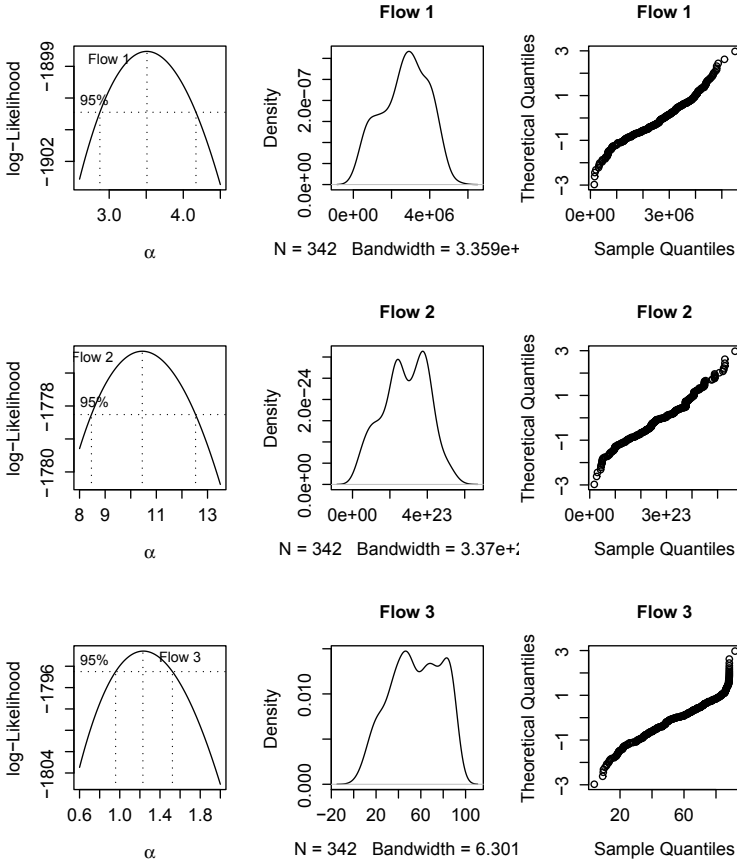 Flow 1
Flow 1
log−Likelihood
−1902
−1899
Flow 1
95%
3.0 4.0
α
Density
0.0e+00 2.0e−07
0e+00 4e+06
N = 342 Bandwidth = 3.359e+
Theoretical Quantiles
−3 −1 1 3
0e+00 3e+06
Sample Quantiles
Flow 2
Flow 2
log−Likelihood
−1780 −1778
Flow 2
95%
8 9 11 13
α
Density
0.0e+00 2.0e−24
0e+00 4e+23
N = 342 Bandwidth = 3.37e+2
Theoretical Quantiles
−3 −1 1 3
0e+00 3e+23
Sample Quantiles
Flow 3
Flow 3
log−Likelihood
−1804 −1796
95%
Flow 3
0.6 1.0 1.4 1.8
α
Density
0.000 0.010
−20 20 60 100
N = 342 Bandwidth = 6.301
Theoretical Quantiles
−3 −1 1 3
20 60
Sample Quantiles